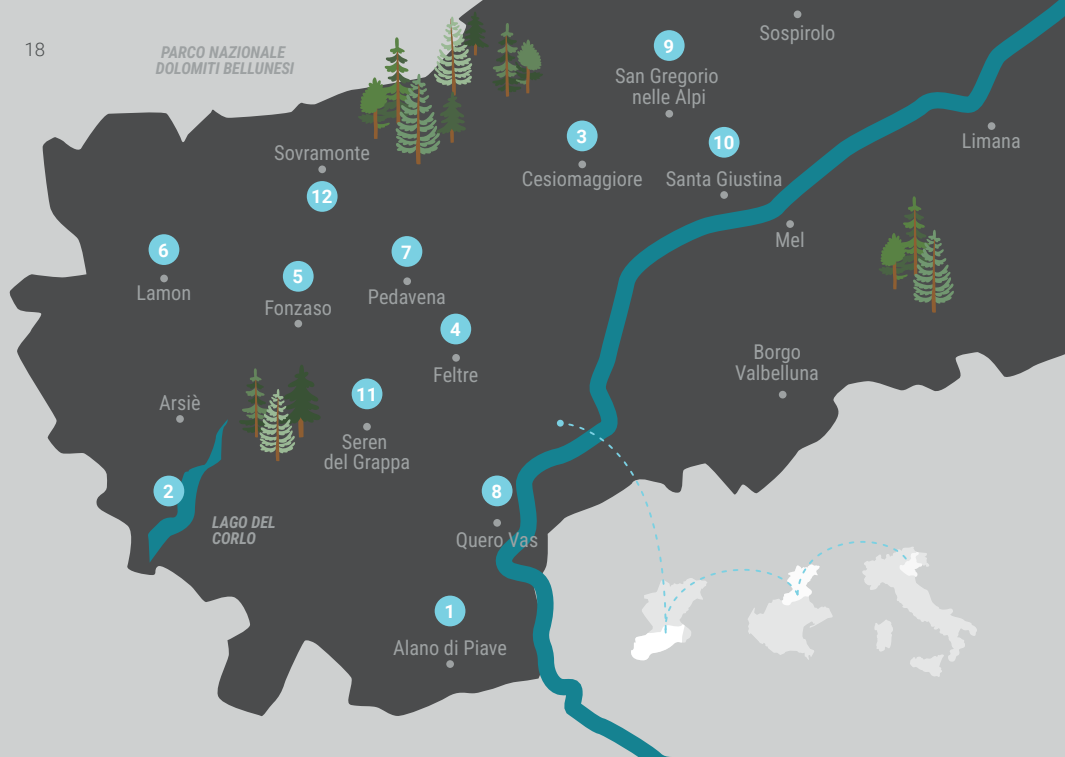 18
PARCO NAZIONALE
DOLOMITI BELLUNESI
Sospirolo
9
San Gregorio
nelle Alpi
Limana
3
Cesiomaggiore
10
Santa Giustina
Sovramonte
12
Mel
6
Lamon
5
Fonzaso
7
Pedavena
4
Feltre
Borgo
Valbelluna
Arsiè
11
Seren
del Grappa
2
LAGO DEL
CORLO
8
Quero Vas
1
Alano di Piave